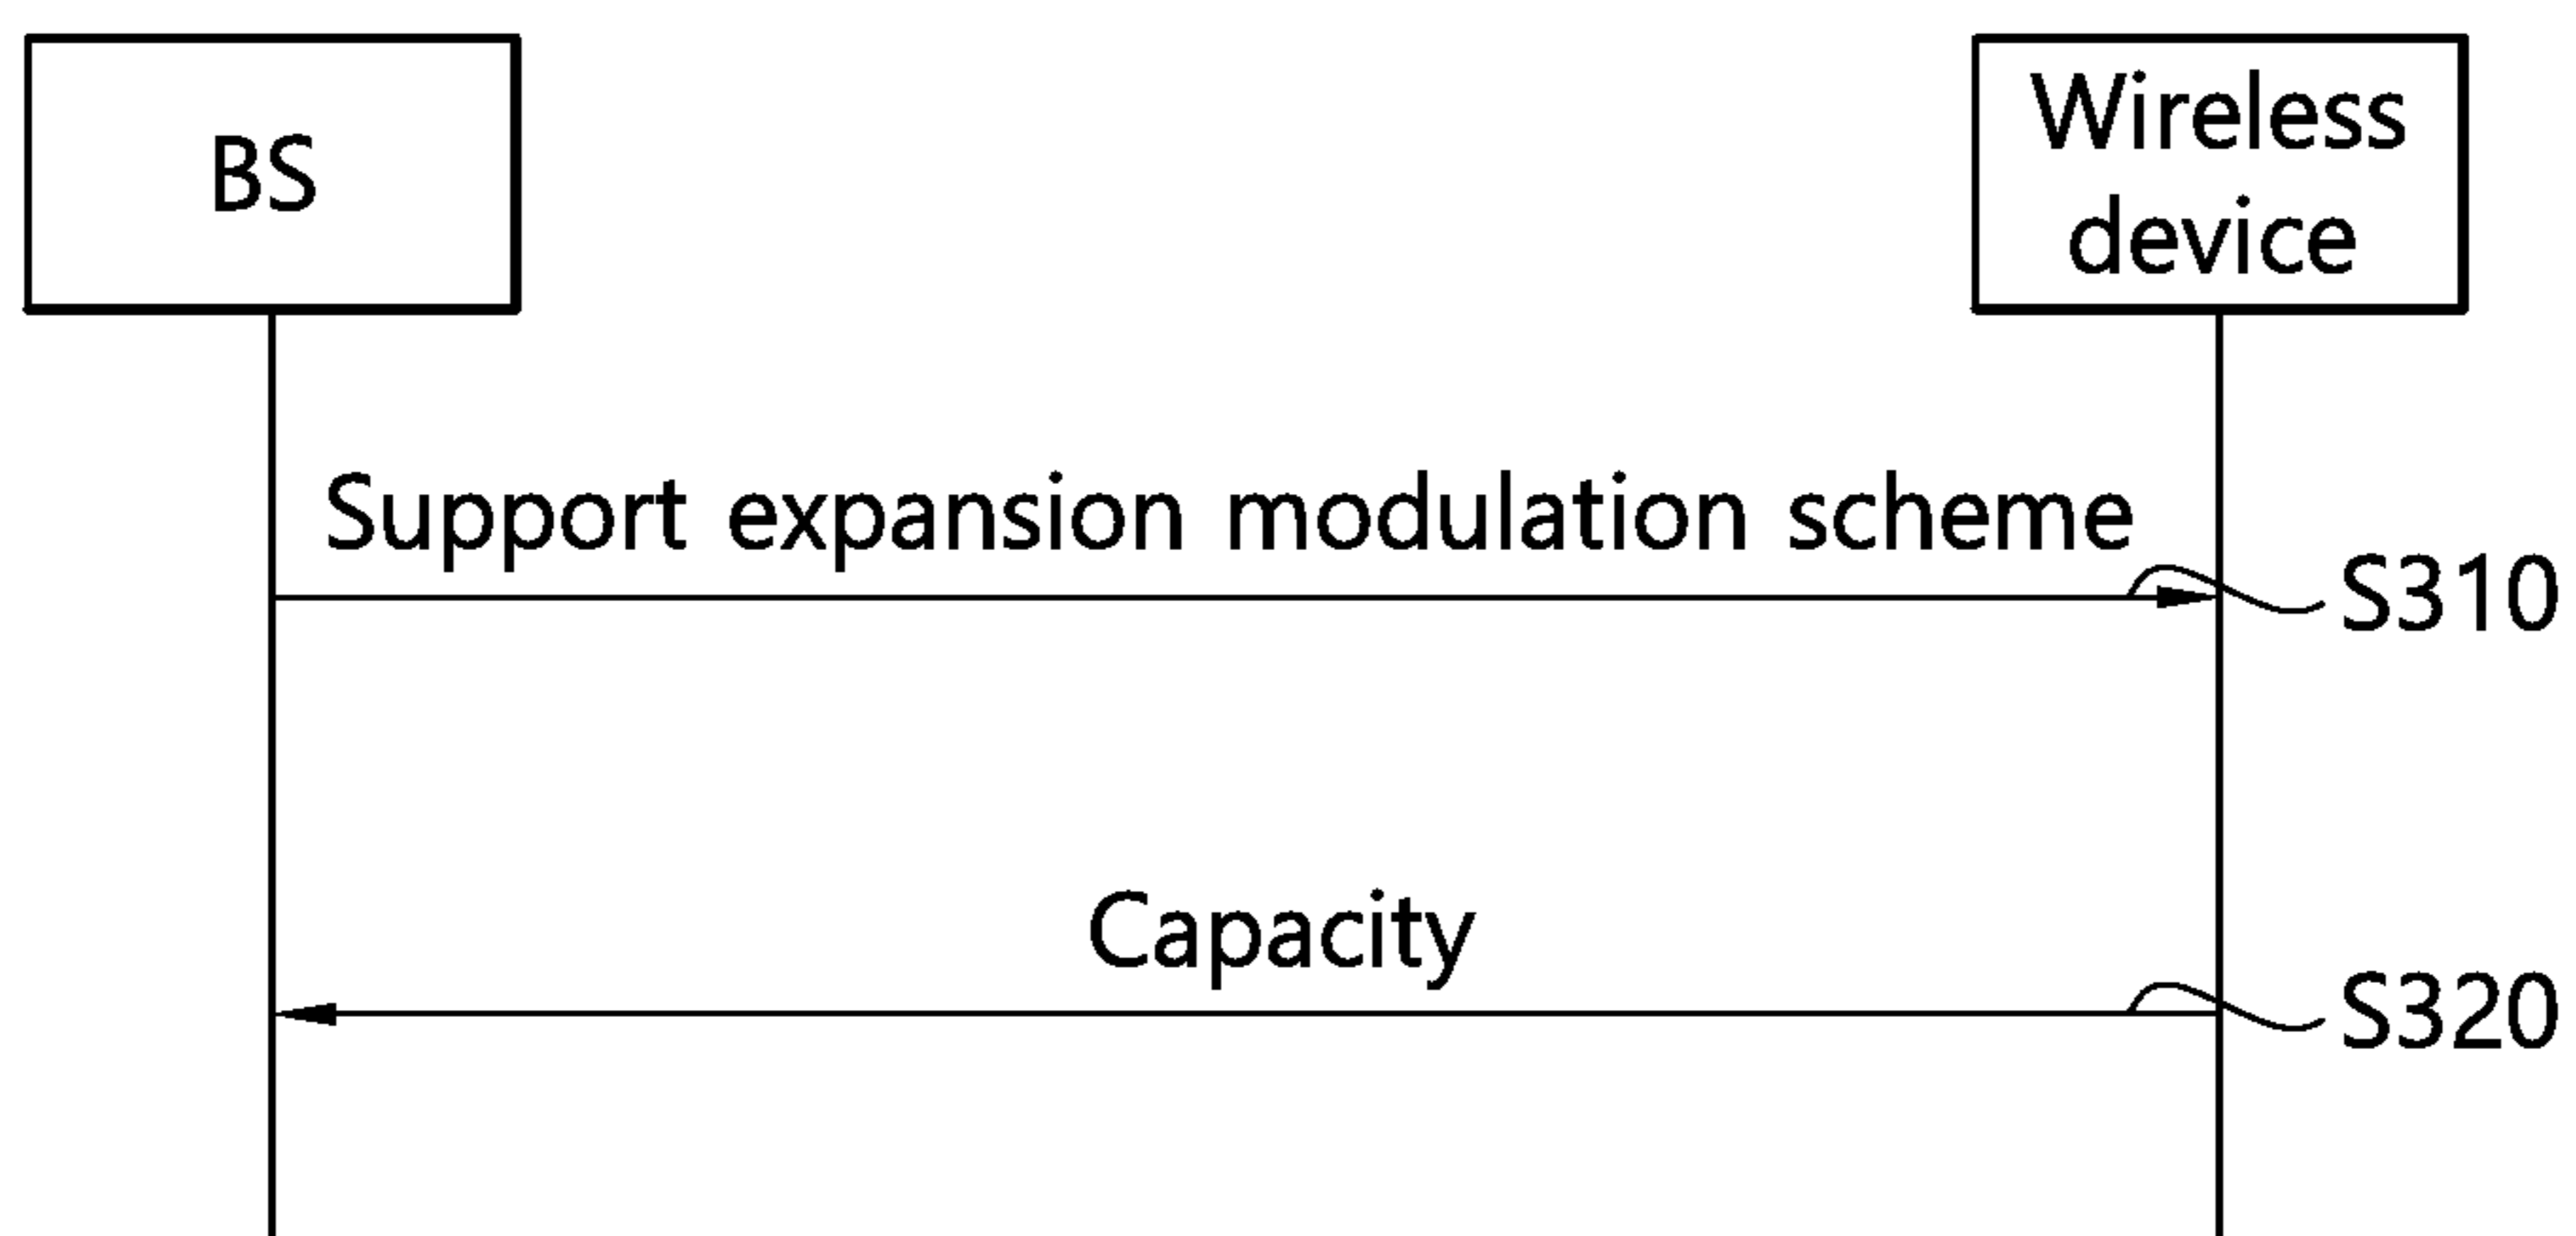 BS
Wireless
device
Support expansion modulation scheme
S310
Capacity
S320